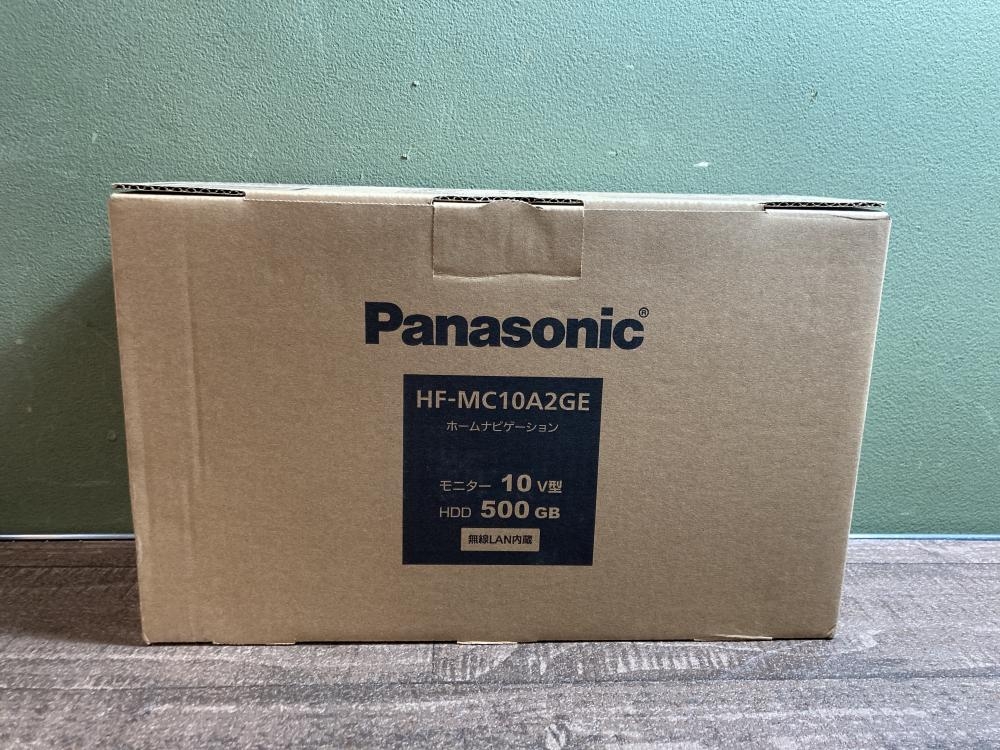 Panasonic®
HF-MC10A2GE
ホームナビゲーション
モニター 10 V型
HDD 500 GB
無線LAN内蔵